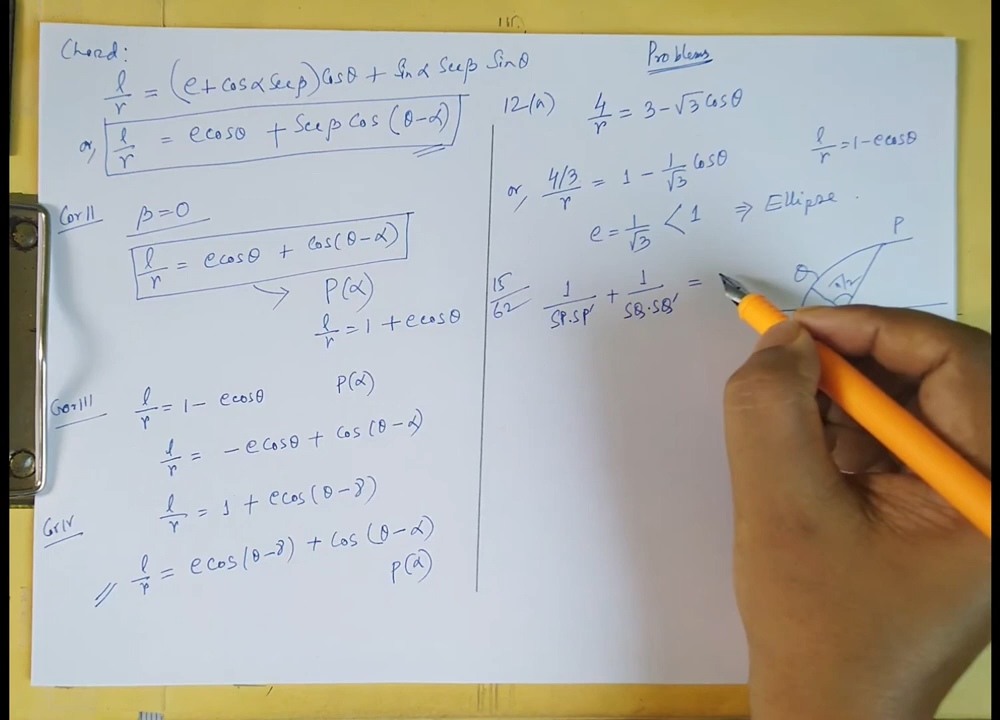 Chord:
l/r = (e + cosα secβ) cosθ + sinα secβ sinθ
or, l/r = e cosθ + secβ cos (θ-α)
Cor II β=0
l/r = e cosθ + cos(θ-α)
P(α)
l/r = 1 + e cosθ
Cor III l/r = 1 - e cosθ P(α)
l/r = - e cosθ + cos (θ-α)
Cor IV l/r = 1 + e cos (θ-γ)
l/r = e cos (θ-γ) + cos (θ-α)
P(α)
Problems
12(a) 4/r = 3 - √3 cosθ
l/r = 1 - e cosθ
or, 4/3/r = 1 - 1/√3 cosθ
e = 1/√3 < 1 ⇒ Ellipse.
P
Q
15/62 1/SP.SP' + 1/SQ.SQ' =